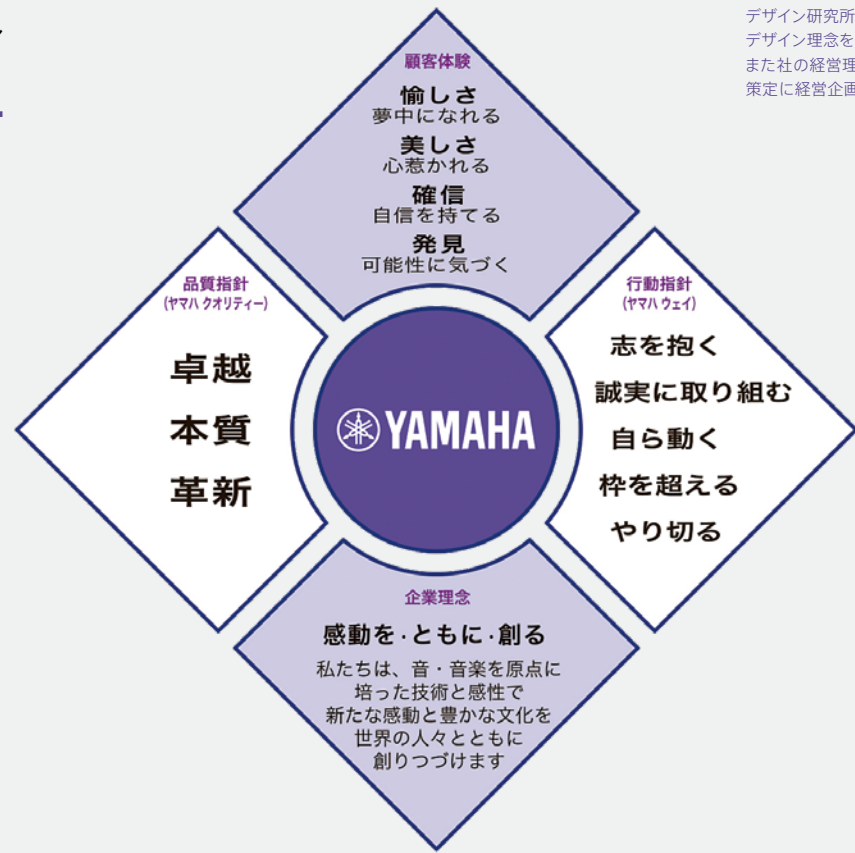 デザイン研究所
デザイン理念を
また社の経営理
策定に経営企画
顧客体験
愉しさ
夢中になれる
美しさ
心惹かれる
確信
自信を持てる
発見
可能性に気づく
品質指針
(ヤマハ クオリティー)
卓越
本質
革新
YAMAHA
行動指針
(ヤマハ ウェイ)
志を抱く
誠実に取り組む
自ら動く
枠を超える
やり切る
企業理念
感動を・ともに・創る
私たちは、音・音楽を原点に
培った技術と感性で
新たな感動と豊かな文化を
世界の人々とともに
創りつづけます